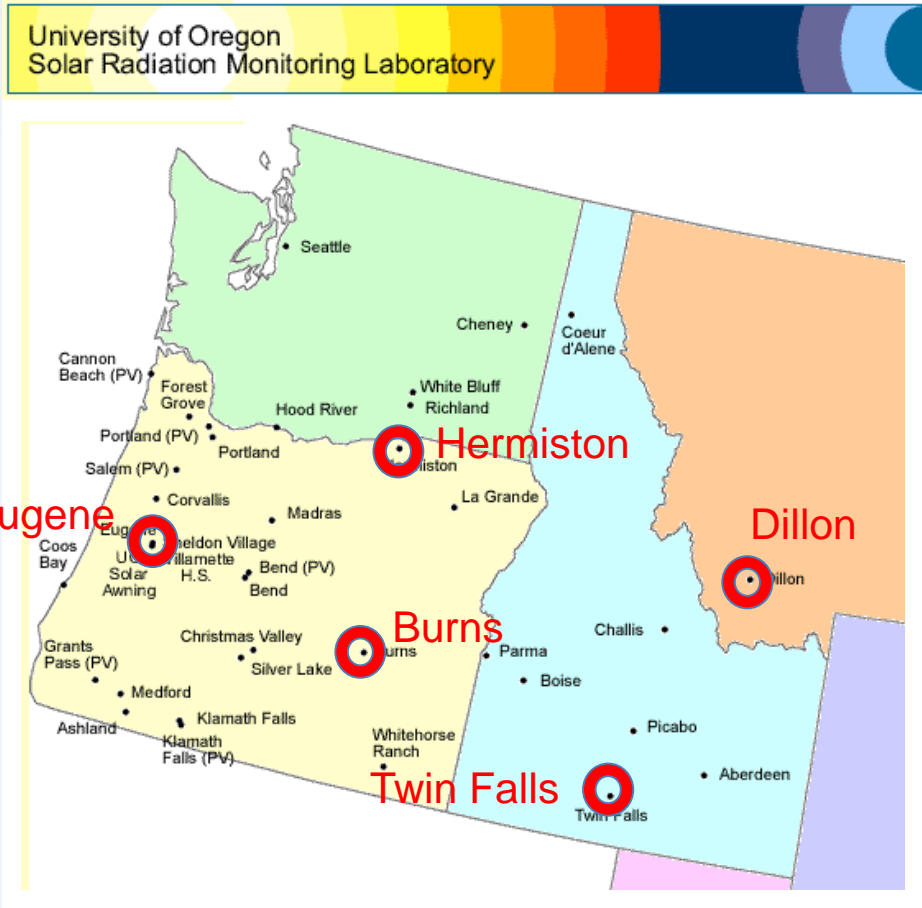 University of Oregon
Solar Radiation Monitoring Laboratory
Seattle
Cheney
Coeur
d'Alene
Cannon
Beach (PV)
Forest
Grove
White Bluff
Richland
Hood River
Portland (PV)
Portland
Hermiston
Salem (PV)
La Grande
Corvallis
Madras
Dillon
Coos
Bay
Solar
Awning
H.S.
Bend (PV)
Bend
Burns
Challis
Christmas Valley
Grants
Pass (PV)
Silver Lake
Parma
Boise
Medford
Klamath Falls
Ashland
Klamath
Falls (PV)
Whitehorse
Ranch
Picabo
Aberdeen
Twin Falls
Twin Falls